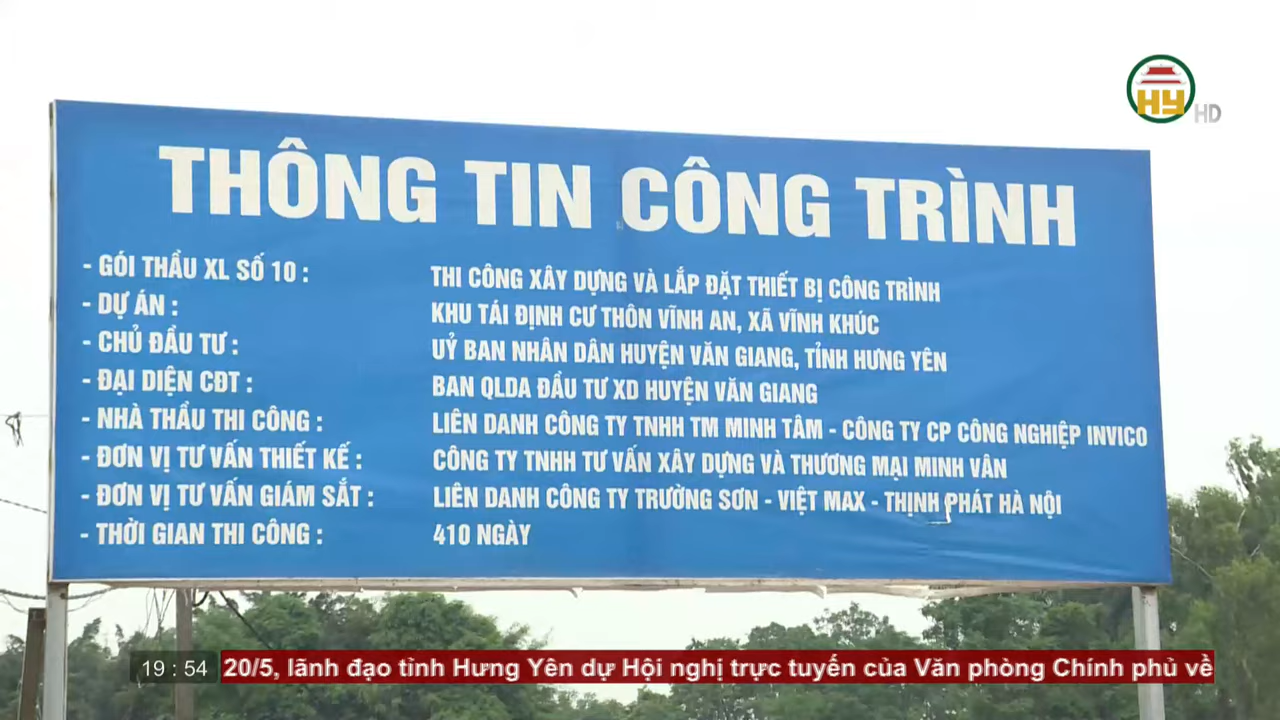 HY HD
THÔNG TIN CÔNG TRÌNH
- GÓI THẦU XL SỐ 10 : THI CÔNG XÂY DỰNG VÀ LẮP ĐẶT THIẾT BỊ CÔNG TRÌNH
- DỰ ÁN : KHU TÁI ĐỊNH CƯ THÔN VĨNH AN, XÃ VĨNH KHÚC
- CHỦ ĐẦU TƯ : UỶ BAN NHÂN DÂN HUYỆN VĂN GIANG, TỈNH HƯNG YÊN
- ĐẠI DIỆN CĐT : BAN QLDA ĐẦU TƯ XD HUYỆN VĂN GIANG
- NHÀ THẦU THI CÔNG : LIÊN DANH CÔNG TY TNHH TM MINH TÂM - CÔNG TY CP CÔNG NGHIỆP INVICO
- ĐƠN VỊ TƯ VẤN THIẾT KẾ : CÔNG TY TNHH TƯ VẤN XÂY DỰNG VÀ THƯƠNG MẠI MINH VÂN
- ĐƠN VỊ TƯ VẤN GIÁM SẮT : LIÊN DANH CÔNG TY TRƯỜNG SƠN - VIỆT MAX - THỊNH PHÁT HÀ NỘI
- THỜI GIAN THI CÔNG : 410 NGÀY
19 : 54 20/5, lãnh đạo tỉnh Hưng Yên dự Hội nghị trực tuyến của Văn phòng Chính phủ về